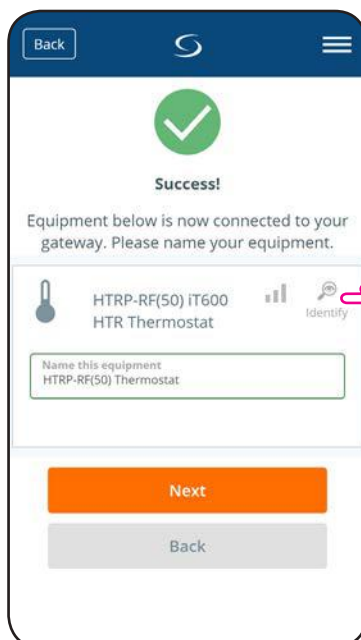 Back
Success!
Equipment below is now connected to your
gateway. Please name your equipment.
HTRP-RF(50) iT600
HTR Thermostat
Identify
Name this equipment
HTRP-RF(50) Thermostat
Next
Back